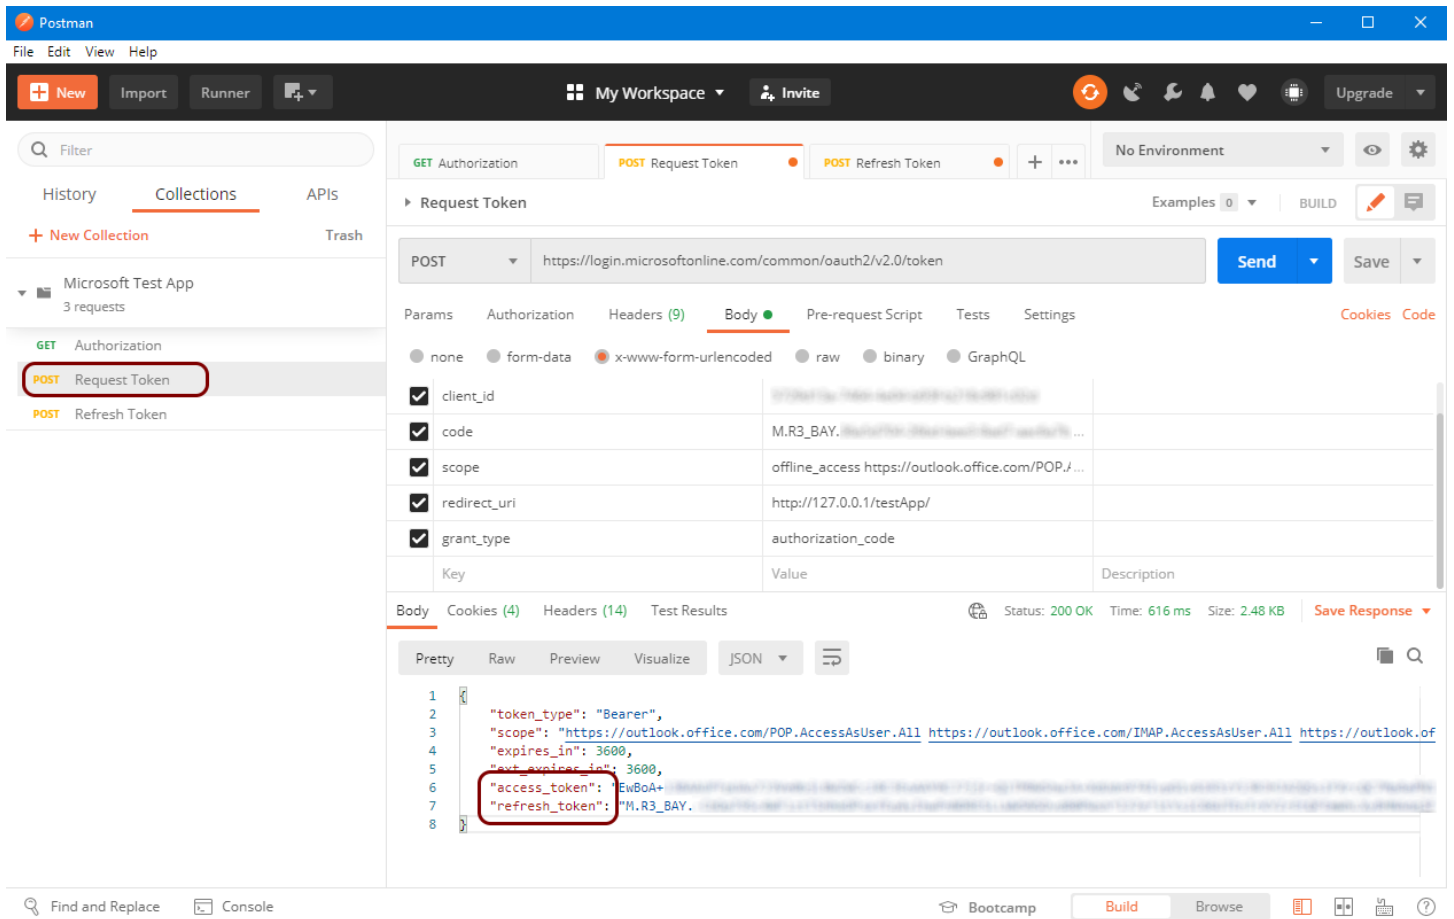 Postman
File Edit View Help
New Import Runner My Workspace Invite Upgrade
Filter
History Collections APIs
New Collection Trash
Microsoft Test App
3 requests
GET Authorization
POST Request Token
POST Refresh Token
GET Authorization POST Request Token POST Refresh Token + ••• No Environment
Request Token Examples 0 BUILD
POST https://login.microsoftonline.com/common/oauth2/v2.0/token Send Save
Params Authorization Headers (9) Body Pre-request Script Tests Settings Cookies Code
none form-data x-www-form-urlencoded raw binary GraphQL
client_id
code M.R3_BAY. ...
scope offline_access https://outlook.office.com/POP.A...
redirect_uri http://127.0.0.1/testApp/
grant_type authorization_code
Key Value Description
Body Cookies (4) Headers (14) Test Results Status: 200 OK Time: 616 ms Size: 2.48 KB Save Response
Pretty Raw Preview Visualize JSON
1 {
2 "token_type": "Bearer",
3 "scope": "https://outlook.office.com/POP.AccessAsUser.All https://outlook.office.com/IMAP.AccessAsUser.All https://outlook.of
4 "expires_in": 3600,
5 "ext_expires_in": 3600,
6 "access_token": "EwBoA+
7 "refresh_token": "M.R3_BAY.
8 }
Find and Replace Console Bootcamp Build Browse